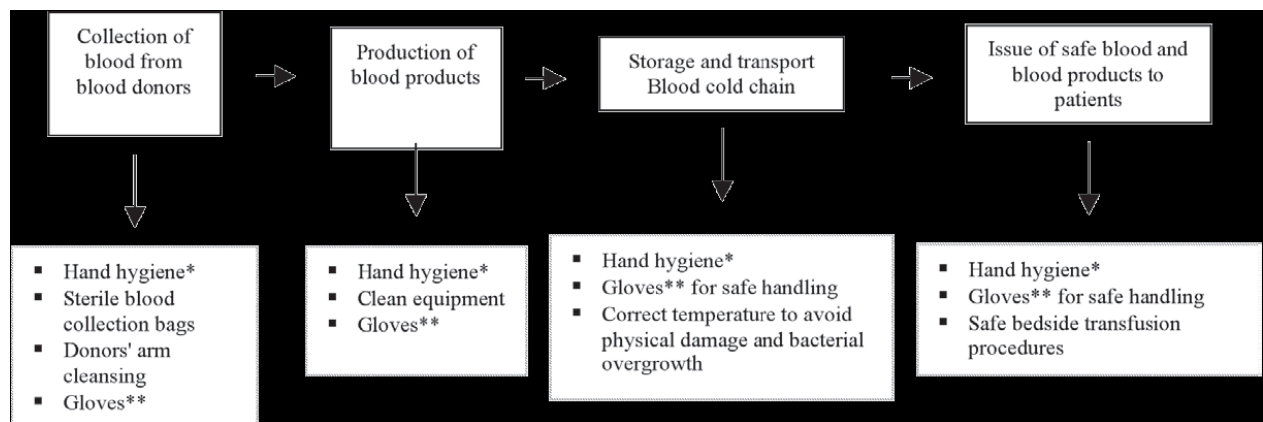 Collection of
blood from
blood donors
Production of
blood products
Storage and transport
Blood cold chain
Issue of safe blood and
blood products to
patients
▪ Hand hygiene*
▪ Sterile blood
collection bags
▪ Donors' arm
cleansing
▪ Gloves**
▪ Hand hygiene*
▪ Clean equipment
▪ Gloves**
▪ Hand hygiene*
▪ Gloves** for safe handling
▪ Correct temperature to avoid
physical damage and bacterial
overgrowth
▪ Hand hygiene*
▪ Gloves** for safe handling
▪ Safe bedside transfusion
procedures